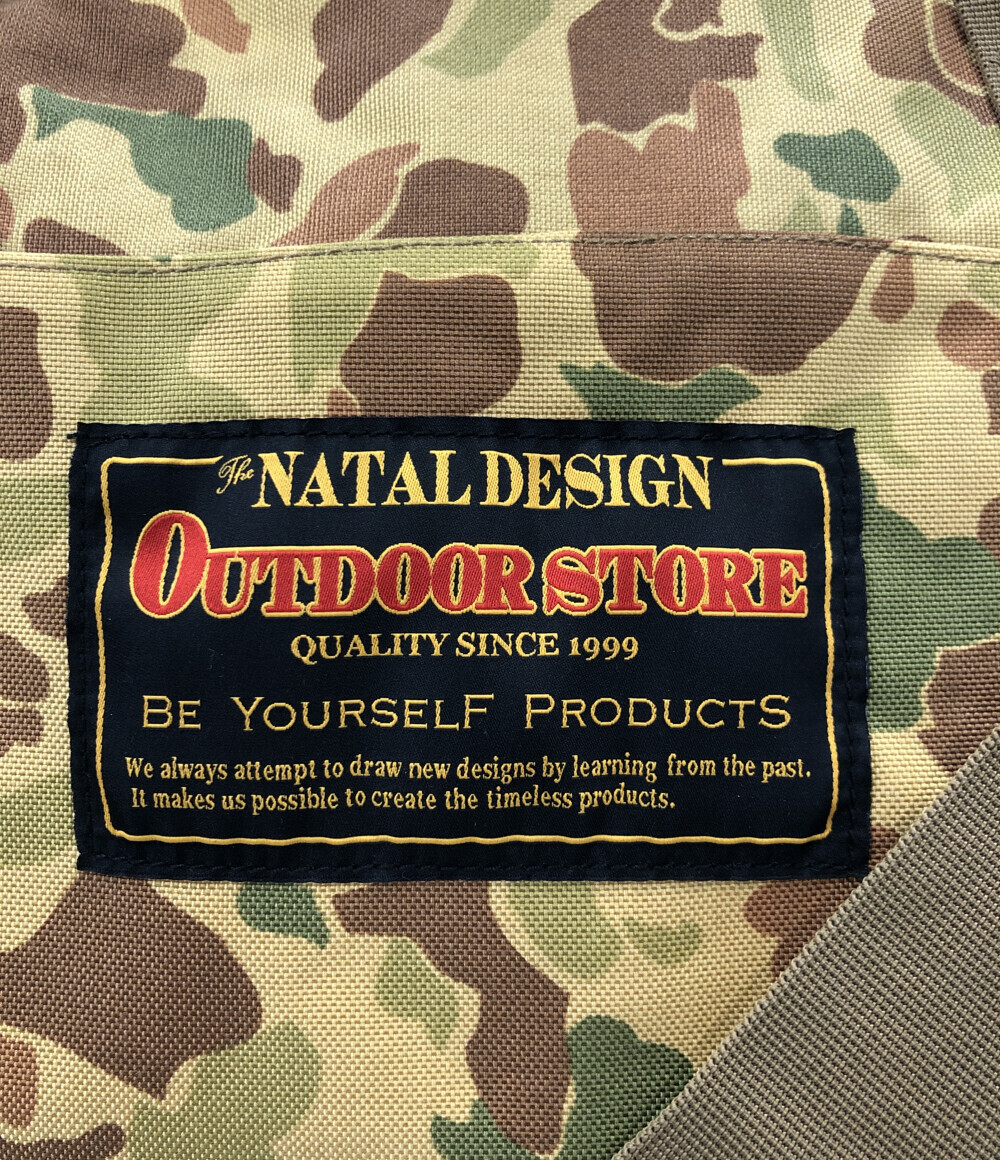 The NATAL DESIGN
OUTDOOR STORE
QUALITY SINCE 1999
BE YOURSELF PRODUCTS
We always attempt to draw new designs by learning from the past.
It makes us possible to create the timeless products.